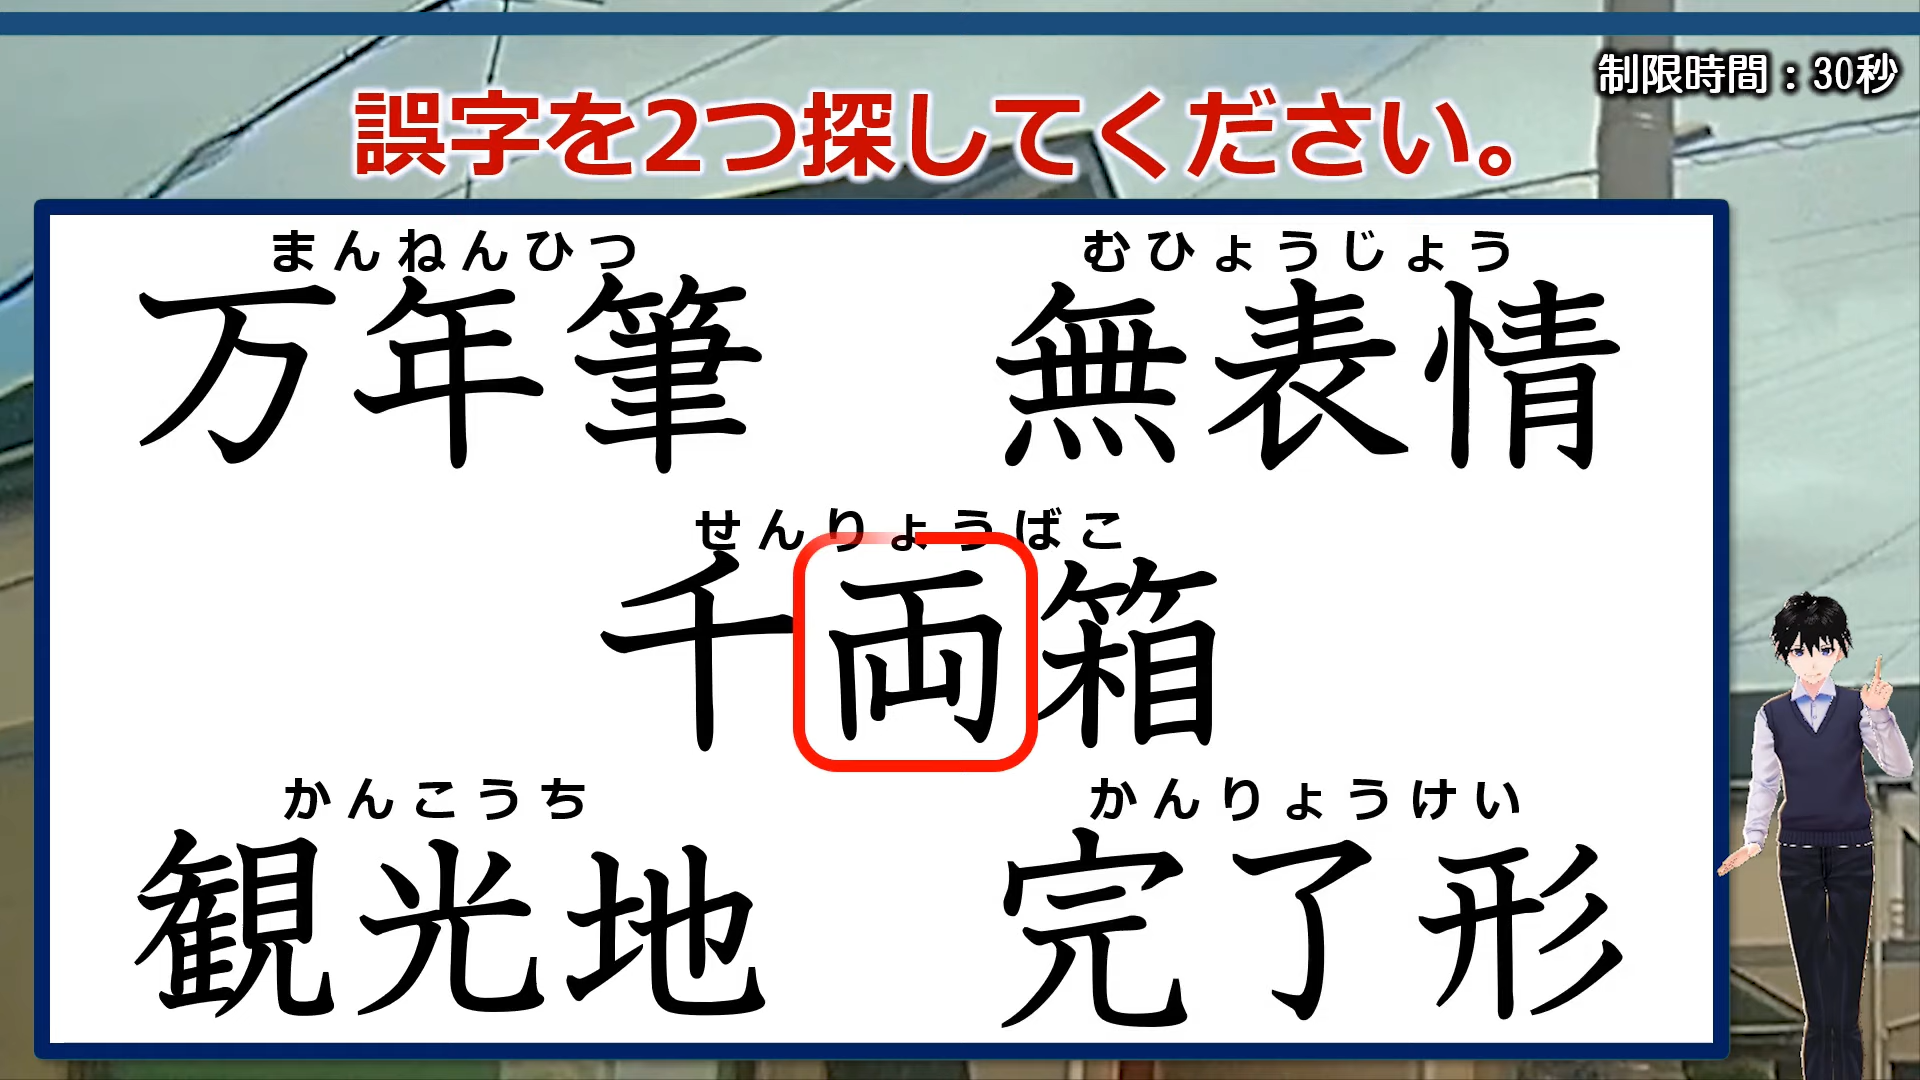 制限時間：30秒
誤字を2つ探してください。
まんねんひつ
万年筆
むひょうじょう
無表情
せんりょうばこ
千両箱
かんこうち
観光地
かんりょうけい
完了形